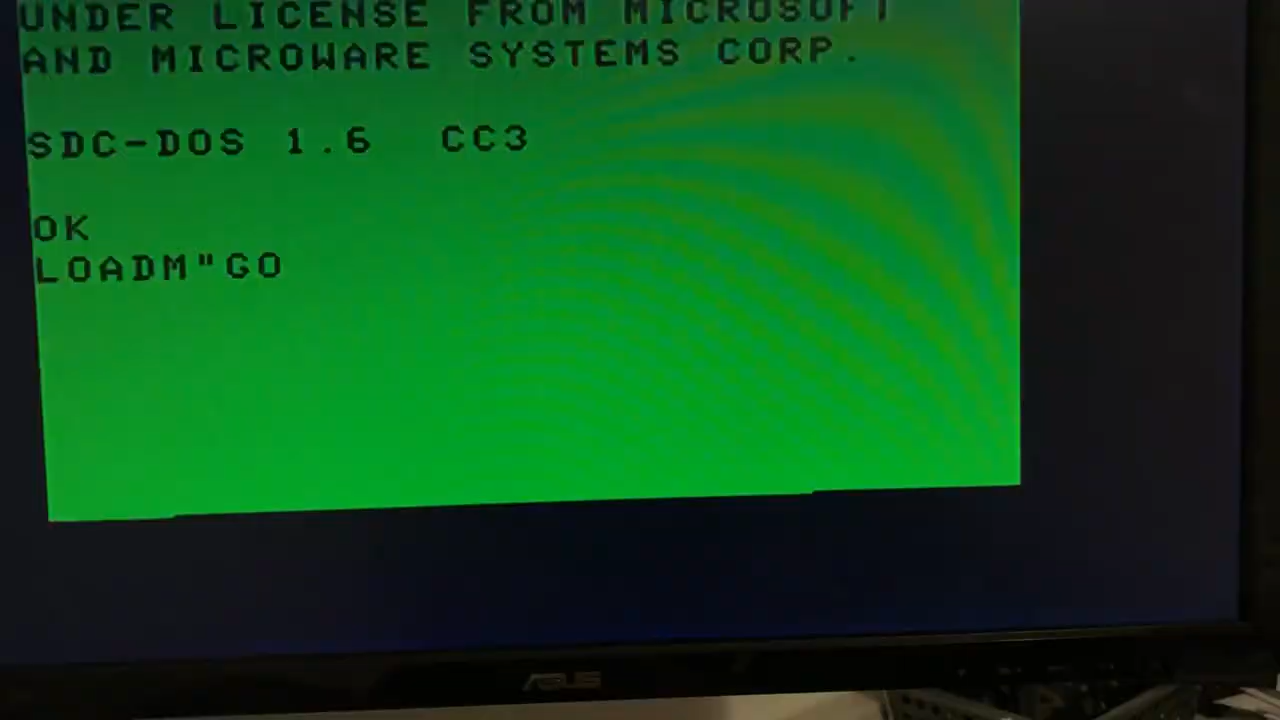 UNDER LICENSE FROM MICROSOFT
AND MICROWARE SYSTEMS CORP.
SDC-DOS 1.6 CC3
OK
LOADM"GO
ASUS